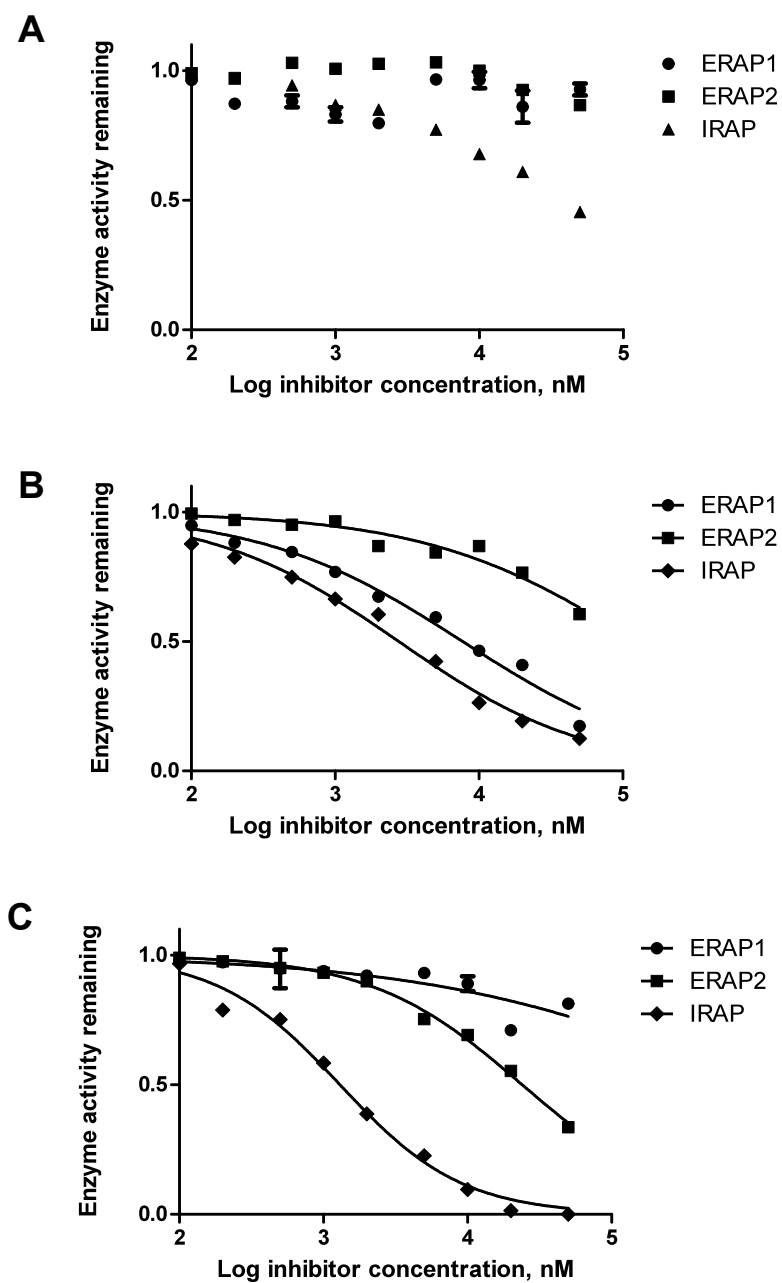 A
Enzyme activity remaining
1.0
0.5
0.0
2 3 4 5
Log inhibitor concentration, nM
ERAP1
ERAP2
IRAP
B
Enzyme activity remaining
1.0
0.5
0.0
2 3 4 5
Log inhibitor concentration, nM
ERAP1
ERAP2
IRAP
C
Enzyme activity remaining
1.0
0.5
0.0
2 3 4 5
Log inhibitor concentration, nM
ERAP1
ERAP2
IRAP